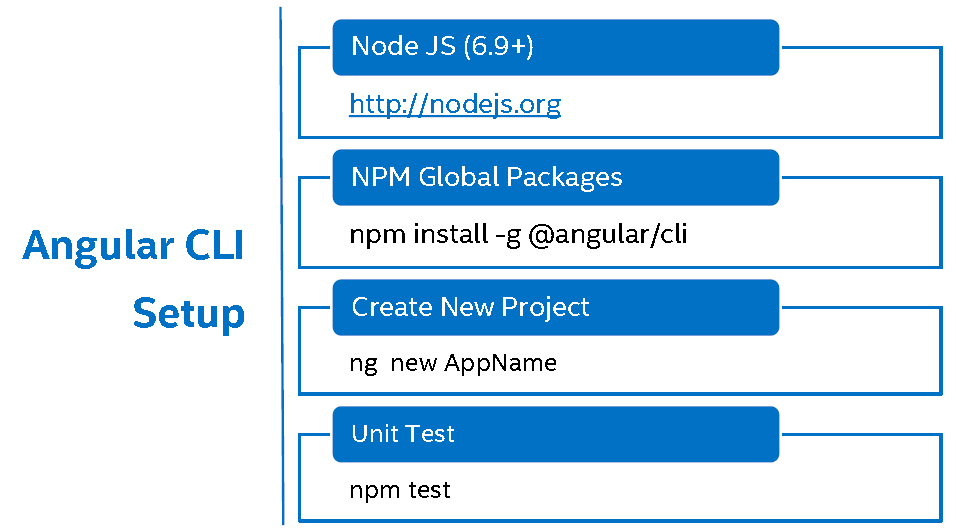 Angular CLI
Setup
Node JS (6.9+)
http://nodejs.org
NPM Global Packages
npm install -g @angular/cli
Create New Project
ng  new AppName
Unit Test
npm test